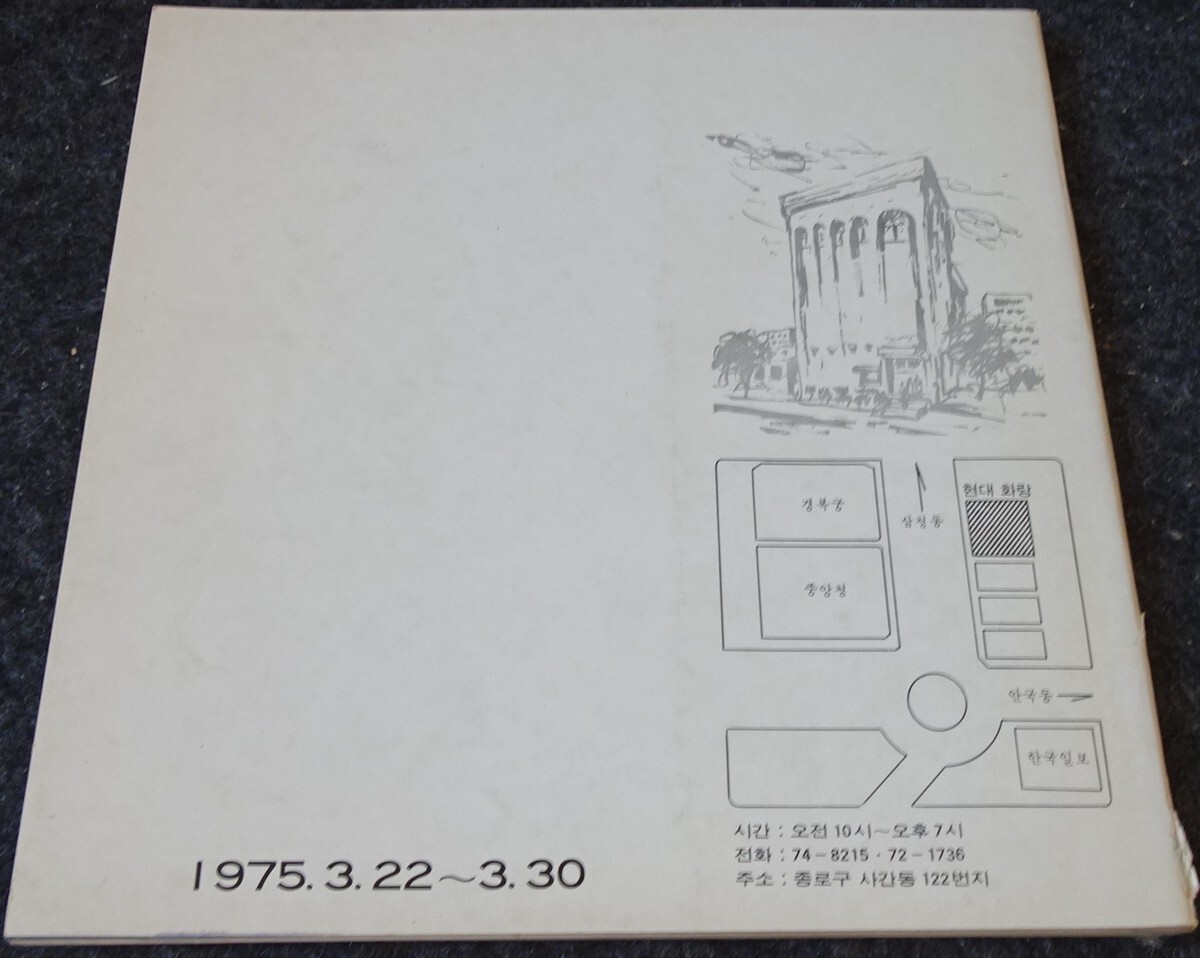 현대 화랑
경복궁
삼청동
중앙청
안국동
한국일보
시간 : 오전 10시~오후 7시
전화 : 74-8215·72-1736
주소 : 종로구 사간동 122번지
1975. 3. 22~3. 30